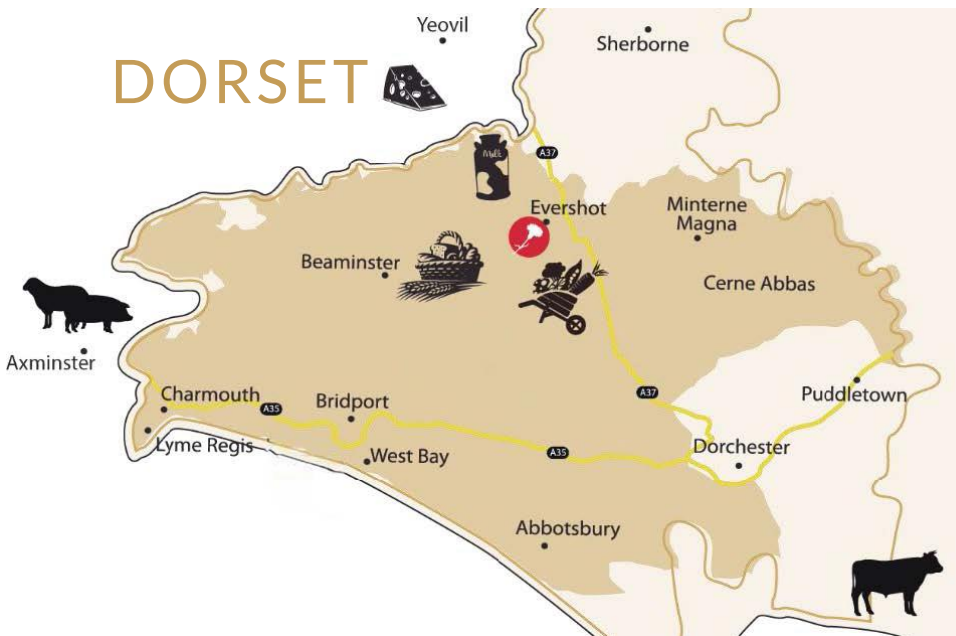 Yeovil
Sherborne
DORSET
Milk
A37
Evershot
Minterne
Magna
Beaminster
Cerne Abbas
Axminster
Charmouth
A35
Bridport
A37
Puddletown
Lyme Regis
West Bay
A35
Dorchester
Abbotsbury